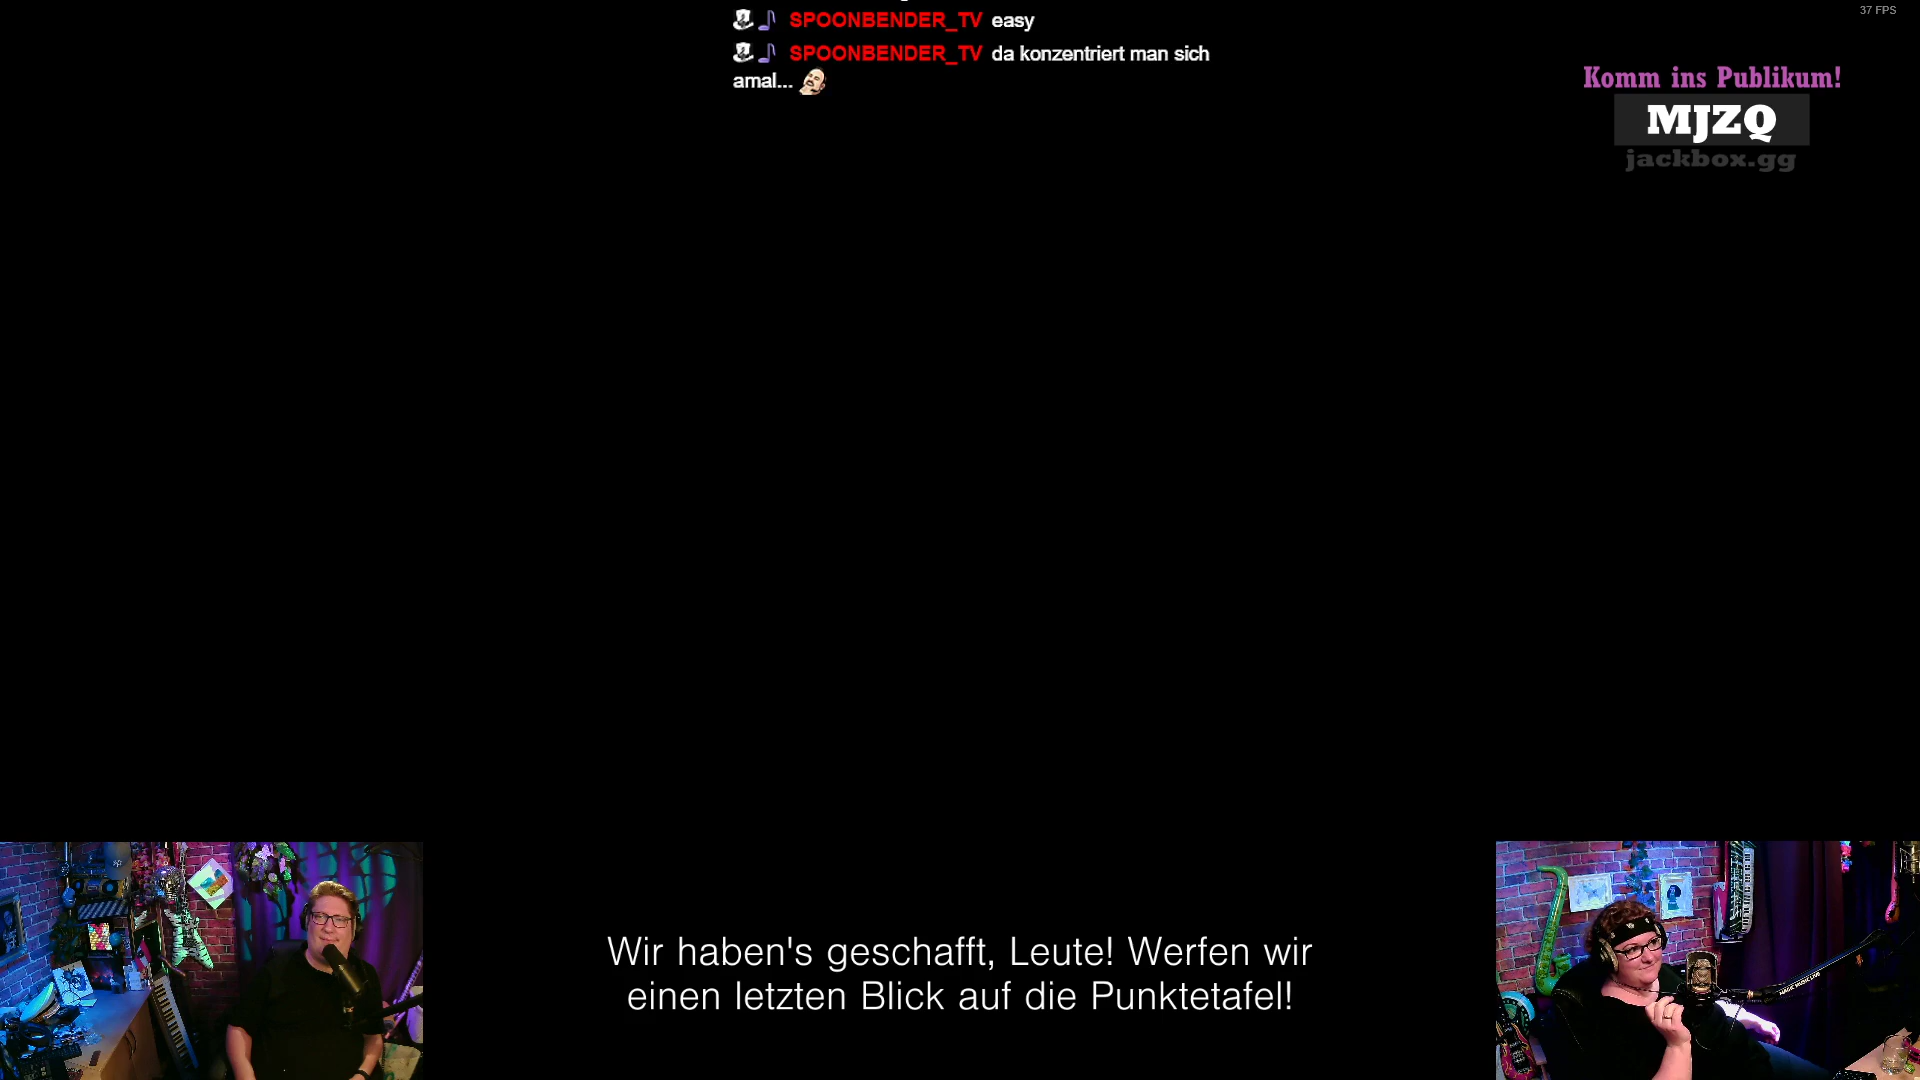 SPOONBENDER_TV easy
SPOONBENDER_TV da konzentriert man sich
amal...
37 FPS
Komm ins Publikum!
MJZQ
jackbox.gg
Wir haben's geschafft, Leute! Werfen wir
einen letzten Blick auf die Punktetafel!